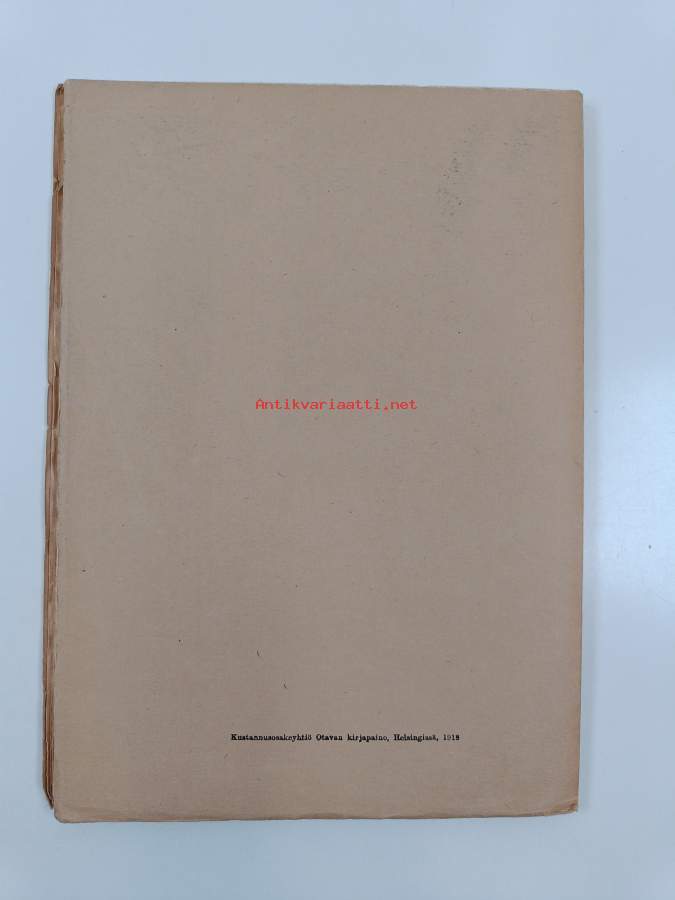 Antikvariaatti.net
Kustannusosakeyhtiö Otavan kirjapaino, Helsingissä, 1918